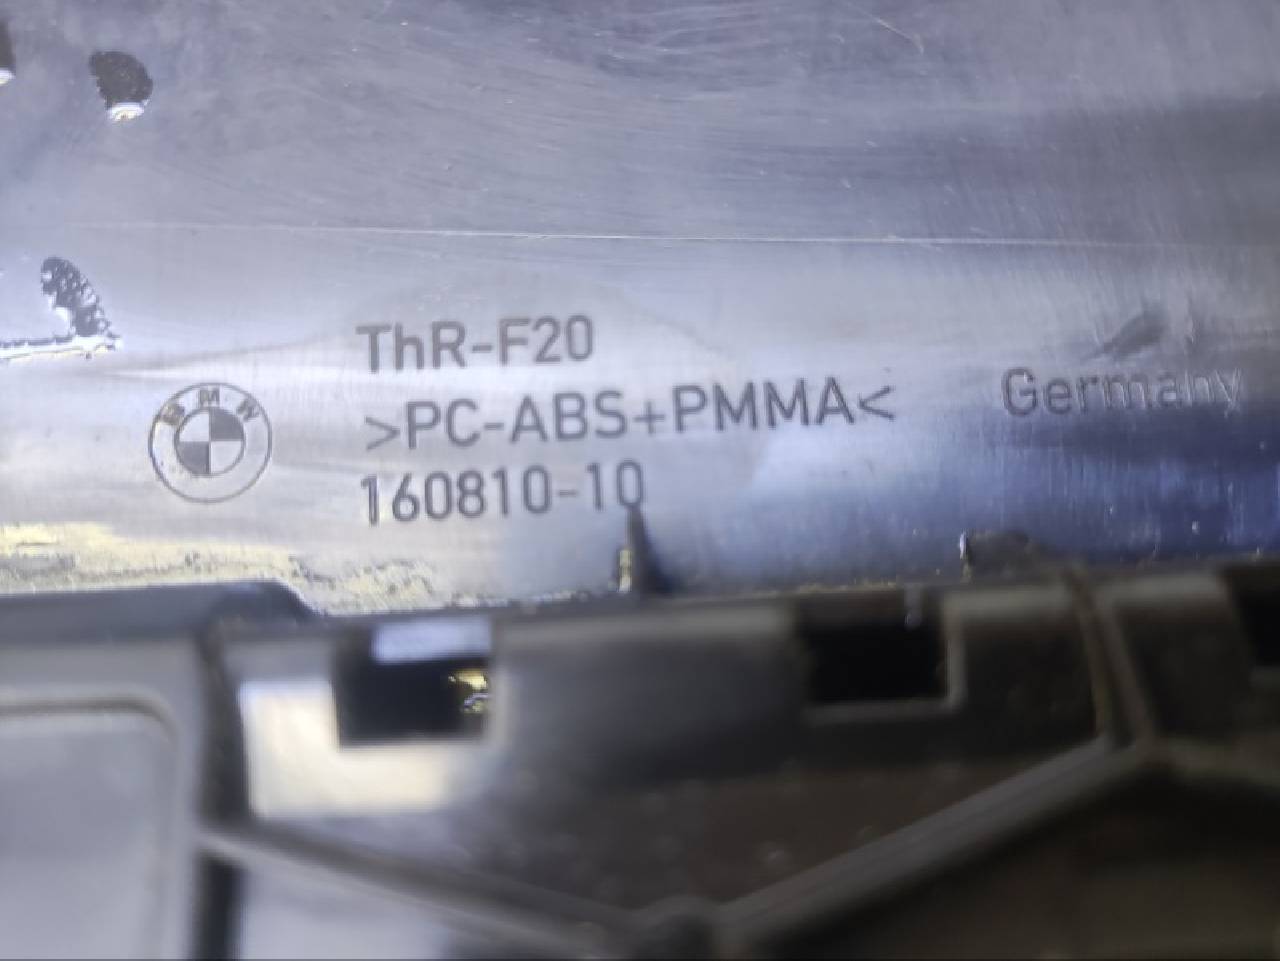 ThR-F20
BMW
>PC-ABS+PMMA<
Germany
160810-10